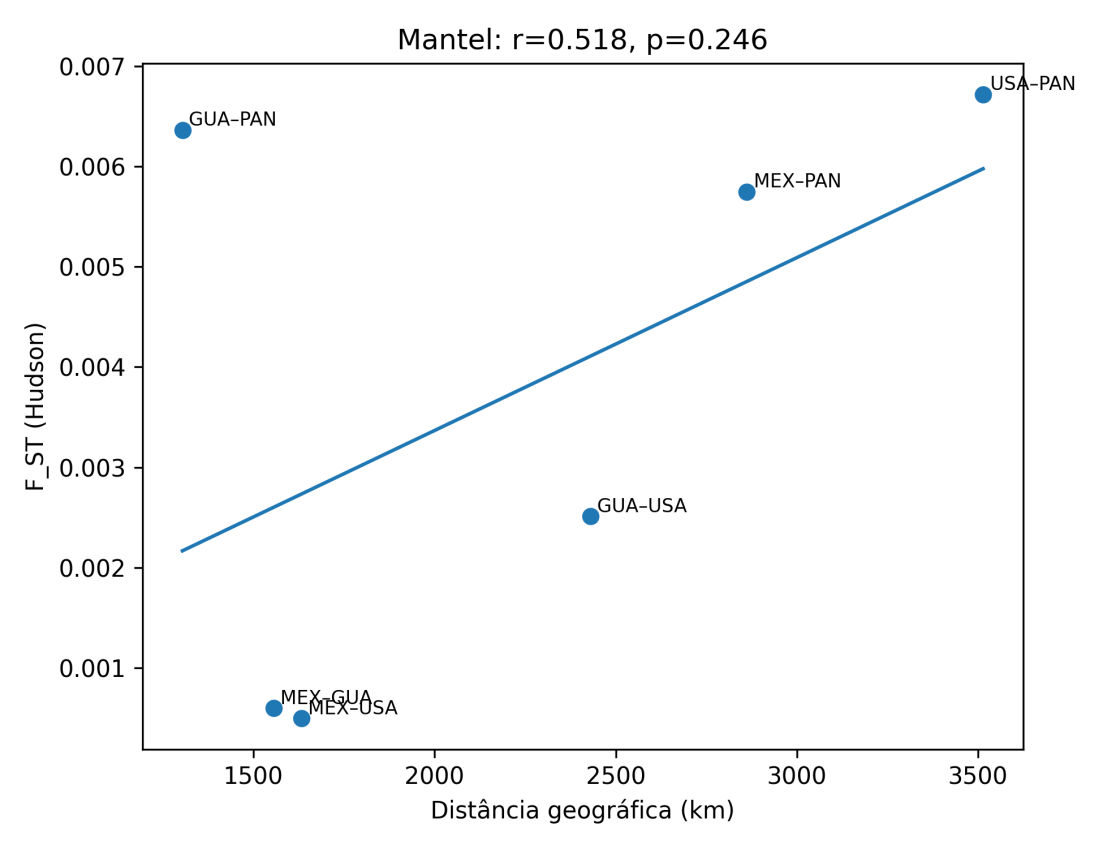 Mantel: r=0.518, p=0.246
0.007
0.006
0.005
0.004
0.003
0.002
0.001
F_ST (Hudson)
GUA–PAN
USA–PAN
MEX–PAN
GUA–USA
MEX–GUA
MEX–USA
1500 2000 2500 3000 3500
Distância geográfica (km)